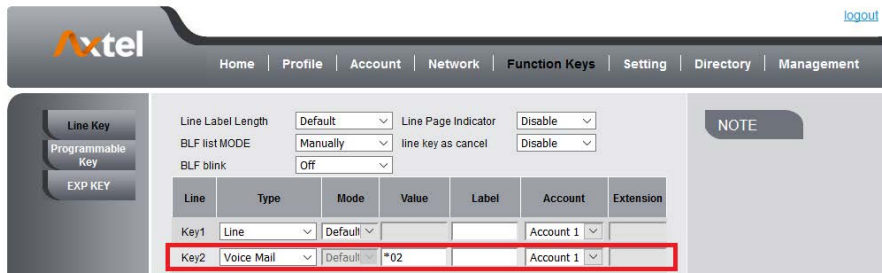 logout
Axtel
Home | Profile | Account | Network | Function Keys | Setting | Directory | Management
Line Key
Programmable
Key
EXP KEY
Line Label Length Default Line Page Indicator Disable
BLF list MODE Manually line key as cancel Disable
BLF blink Off
NOTE
Line Type Mode Value Label Account Extension
Key1 Line Default Account 1
Key2 Voice Mail Default *02 Account 1